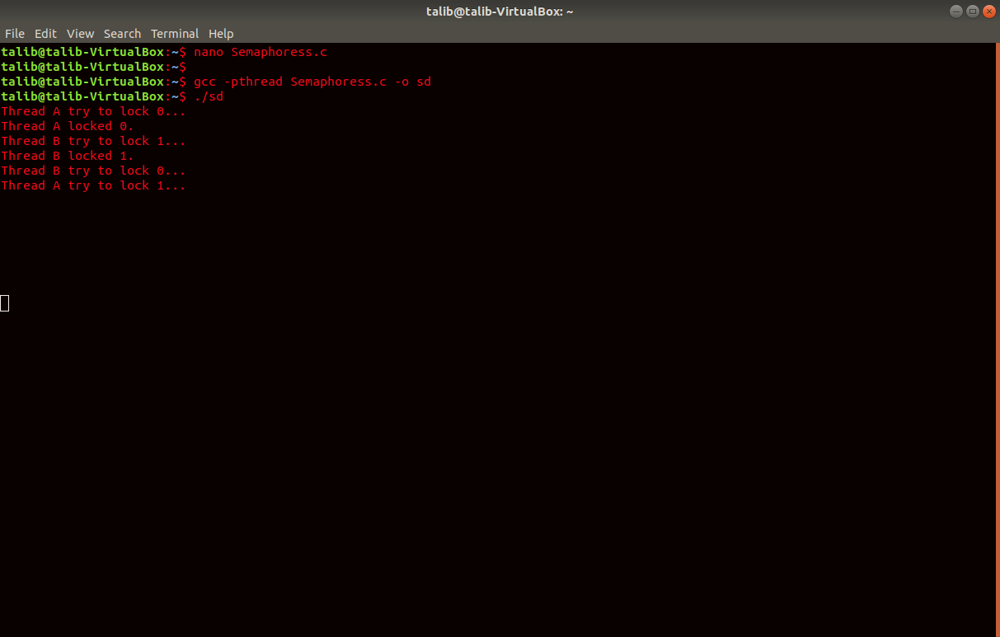 talib@talib-VirtualBox: ~
File Edit View Search Terminal Help
talib@talib-VirtualBox:~$ nano Semaphoress.c
talib@talib-VirtualBox:~$
talib@talib-VirtualBox:~$ gcc -pthread Semaphoress.c -o sd
talib@talib-VirtualBox:~$ ./sd
Thread A try to lock 0...
Thread A locked 0.
Thread B try to lock 1...
Thread B locked 1.
Thread B try to lock 0...
Thread A try to lock 1...